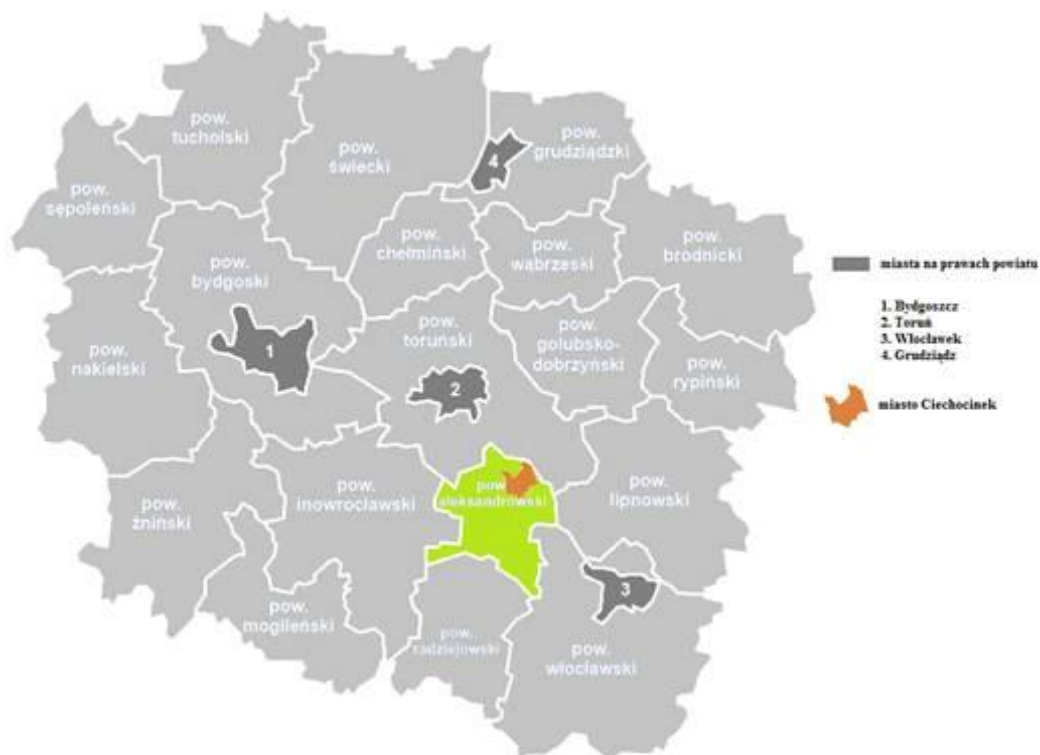 pow.
tucholski
pow.
świecki
pow.
grudziądzki
4
pow.
sępoleński
pow.
chełmiński
pow.
wąbrzeski
pow.
brodnicki
pow.
bydgoski
1
pow.
nakielski
pow.
toruński
2
pow.
golubsko-
dobrzyński
pow.
rypiński
pow.
żniński
pow.
inowrocławski
pow.
aleksandrowski
pow.
lipnowski
pow.
mogileński
pow.
radziejowski
3
pow.
włocławski
miasta na prawach powiatu
1. Bydgoszcz
2. Toruń
3. Włocławek
4. Grudziądz
miasto Ciechocinek